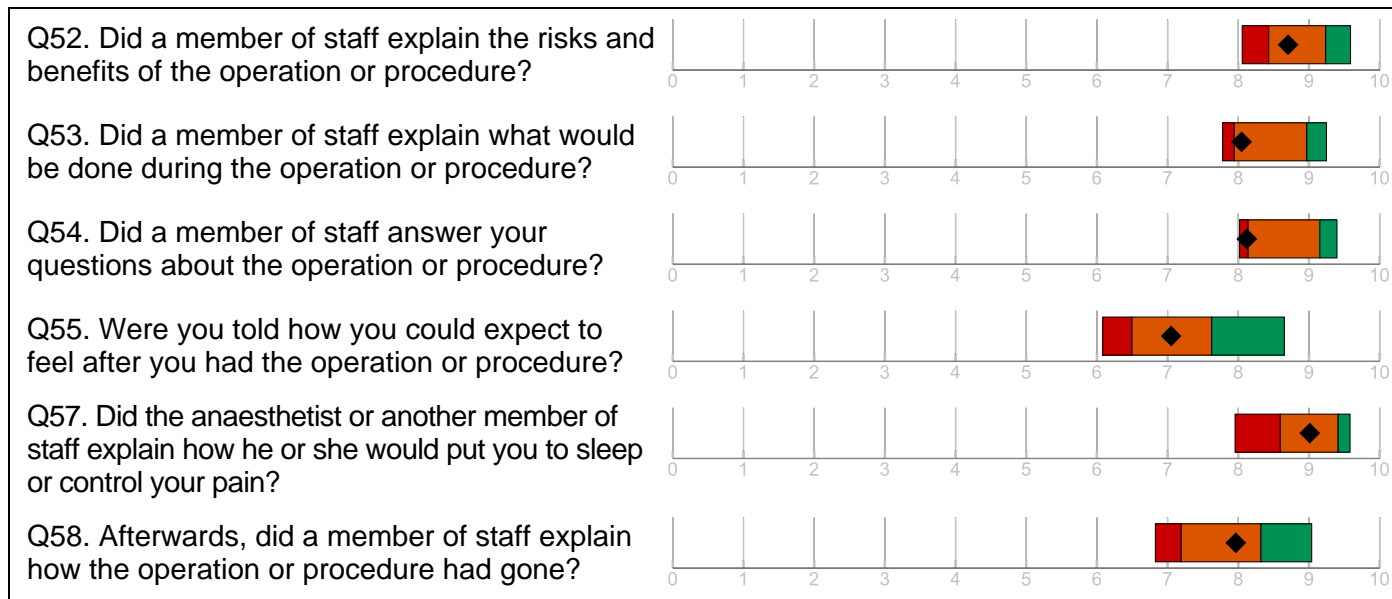 Q52. Did a member of staff explain the risks and
benefits of the operation or procedure?
0 1 2 3 4 5 6 7 8 9 10
Q53. Did a member of staff explain what would
be done during the operation or procedure?
0 1 2 3 4 5 6 7 8 9 10
Q54. Did a member of staff answer your
questions about the operation or procedure?
0 1 2 3 4 5 6 7 8 9 10
Q55. Were you told how you could expect to
feel after you had the operation or procedure?
0 1 2 3 4 5 6 7 8 9 10
Q57. Did the anaesthetist or another member of
staff explain how he or she would put you to sleep
or control your pain?
0 1 2 3 4 5 6 7 8 9 10
Q58. Afterwards, did a member of staff explain
how the operation or procedure had gone?
0 1 2 3 4 5 6 7 8 9 10